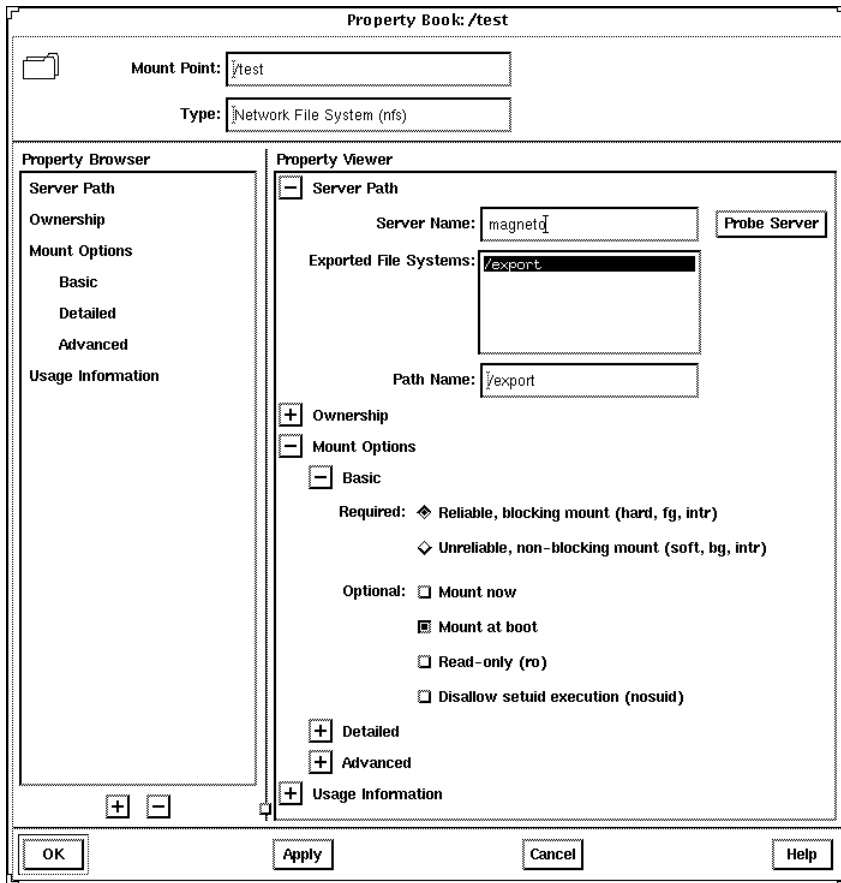 Property Book: /test
Mount Point: /test
Type: Network File System (nfs)
Property Browser
Server Path
Ownership
Mount Options
Basic
Detailed
Advanced
Usage Information
Property Viewer
Server Path
Server Name: magneto Probe Server
Exported File Systems: /export
Path Name: /export
Ownership
Mount Options
Basic
Required: Reliable, blocking mount (hard, fg, intr)
Unreliable, non-blocking mount (soft, bg, intr)
Optional: Mount now
Mount at boot
Read-only (ro)
Disallow setuid execution (nosuid)
Detailed
Advanced
Usage Information
OK Apply Cancel Help